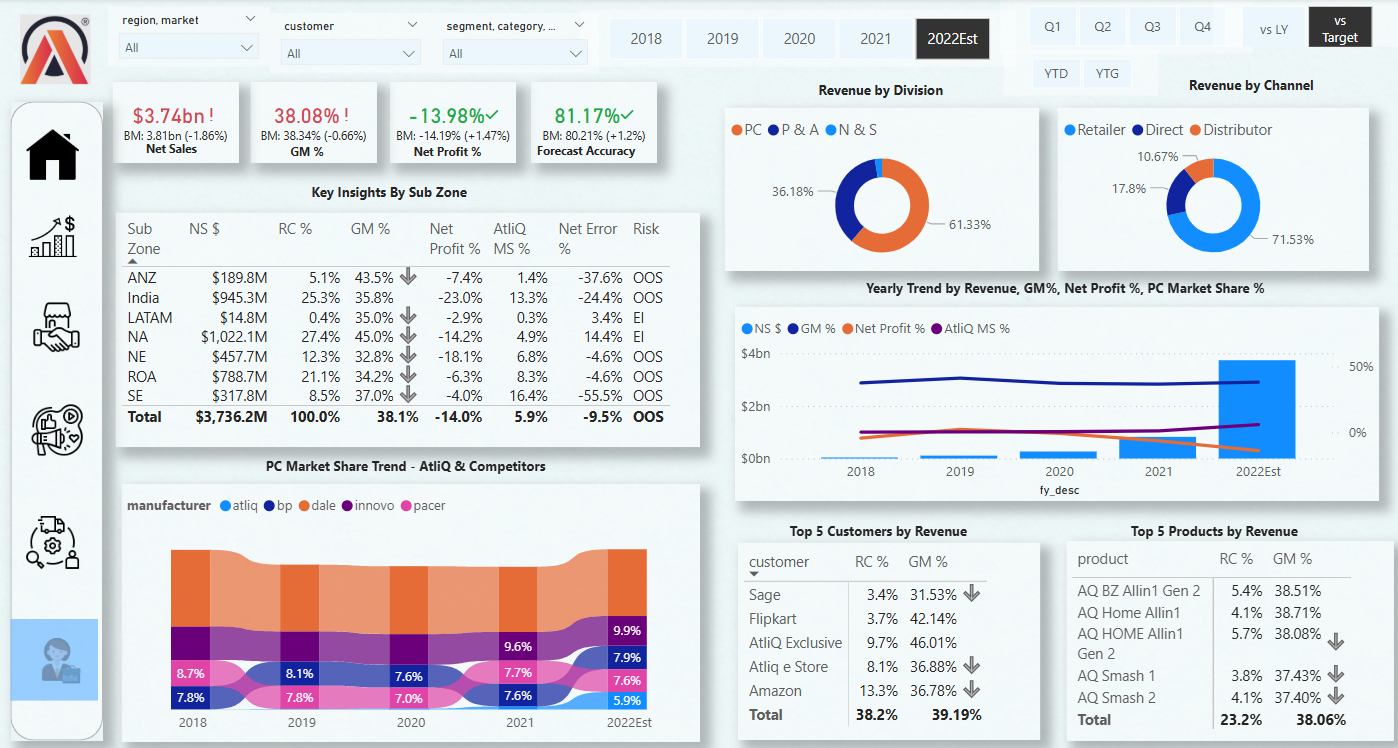 region, market
All
customer
All
segment, category, ...
All
2018
2019
2020
2021
2022Est
Q1
Q2
Q3
Q4
YTD
YTG
vs LY
vs
Target
®
$3.74bn !
BM: 3.81bn (-1.86%)
Net Sales
38.08% !
BM: 38.34% (-0.66%)
GM %
-13.98%✓
BM: -14.19% (+1.47%)
Net Profit %
81.17%✓
BM: 80.21% (+1.2%)
Forecast Accuracy
Key Insights By Sub Zone
Sub Zone NS $ RC % GM % Net Profit % AtliQ MS % Net Error % Risk
ANZ $189.8M 5.1% 43.5% -7.4% 1.4% -37.6% OOS
India $945.3M 25.3% 35.8% -23.0% 13.3% -24.4% OOS
LATAM $14.8M 0.4% 35.0% -2.9% 0.3% 3.4% EI
NA $1,022.1M 27.4% 45.0% -14.2% 4.9% 14.4% EI
NE $457.7M 12.3% 32.8% -18.1% 6.8% -4.6% OOS
ROA $788.7M 21.1% 34.2% -6.3% 8.3% -4.6% OOS
SE $317.8M 8.5% 37.0% -4.0% 16.4% -55.5% OOS
Total $3,736.2M 100.0% 38.1% -14.0% 5.9% -9.5% OOS
PC Market Share Trend - AtliQ & Competitors
manufacturer atliq bp dale innovo pacer
8.7%
7.8%
8.1%
7.8%
7.6%
7.0%
9.6%
7.7%
7.6%
9.9%
7.9%
7.6%
5.9%
2018 2019 2020 2021 2022Est
Revenue by Division
PC P & A N & S
36.18%
61.33%
Revenue by Channel
Retailer Direct Distributor
10.67%
17.8%
71.53%
Yearly Trend by Revenue, GM%, Net Profit %, PC Market Share %
NS $ GM % Net Profit % AtliQ MS %
$4bn
$2bn
$0bn
50%
0%
2018 2019 2020 2021 2022Est
fy_desc
Top 5 Customers by Revenue
customer RC % GM %
Sage 3.4% 31.53%
Flipkart 3.7% 42.14%
AtliQ Exclusive 9.7% 46.01%
Atliq e Store 8.1% 36.88%
Amazon 13.3% 36.78%
Total 38.2% 39.19%
Top 5 Products by Revenue
product RC % GM %
AQ BZ Allin1 Gen 2 5.4% 38.51%
AQ Home Allin1 4.1% 38.71%
AQ HOME Allin1 5.7% 38.08%
Gen 2
AQ Smash 1 3.8% 37.43%
AQ Smash 2 4.1% 37.40%
Total 23.2% 38.06%